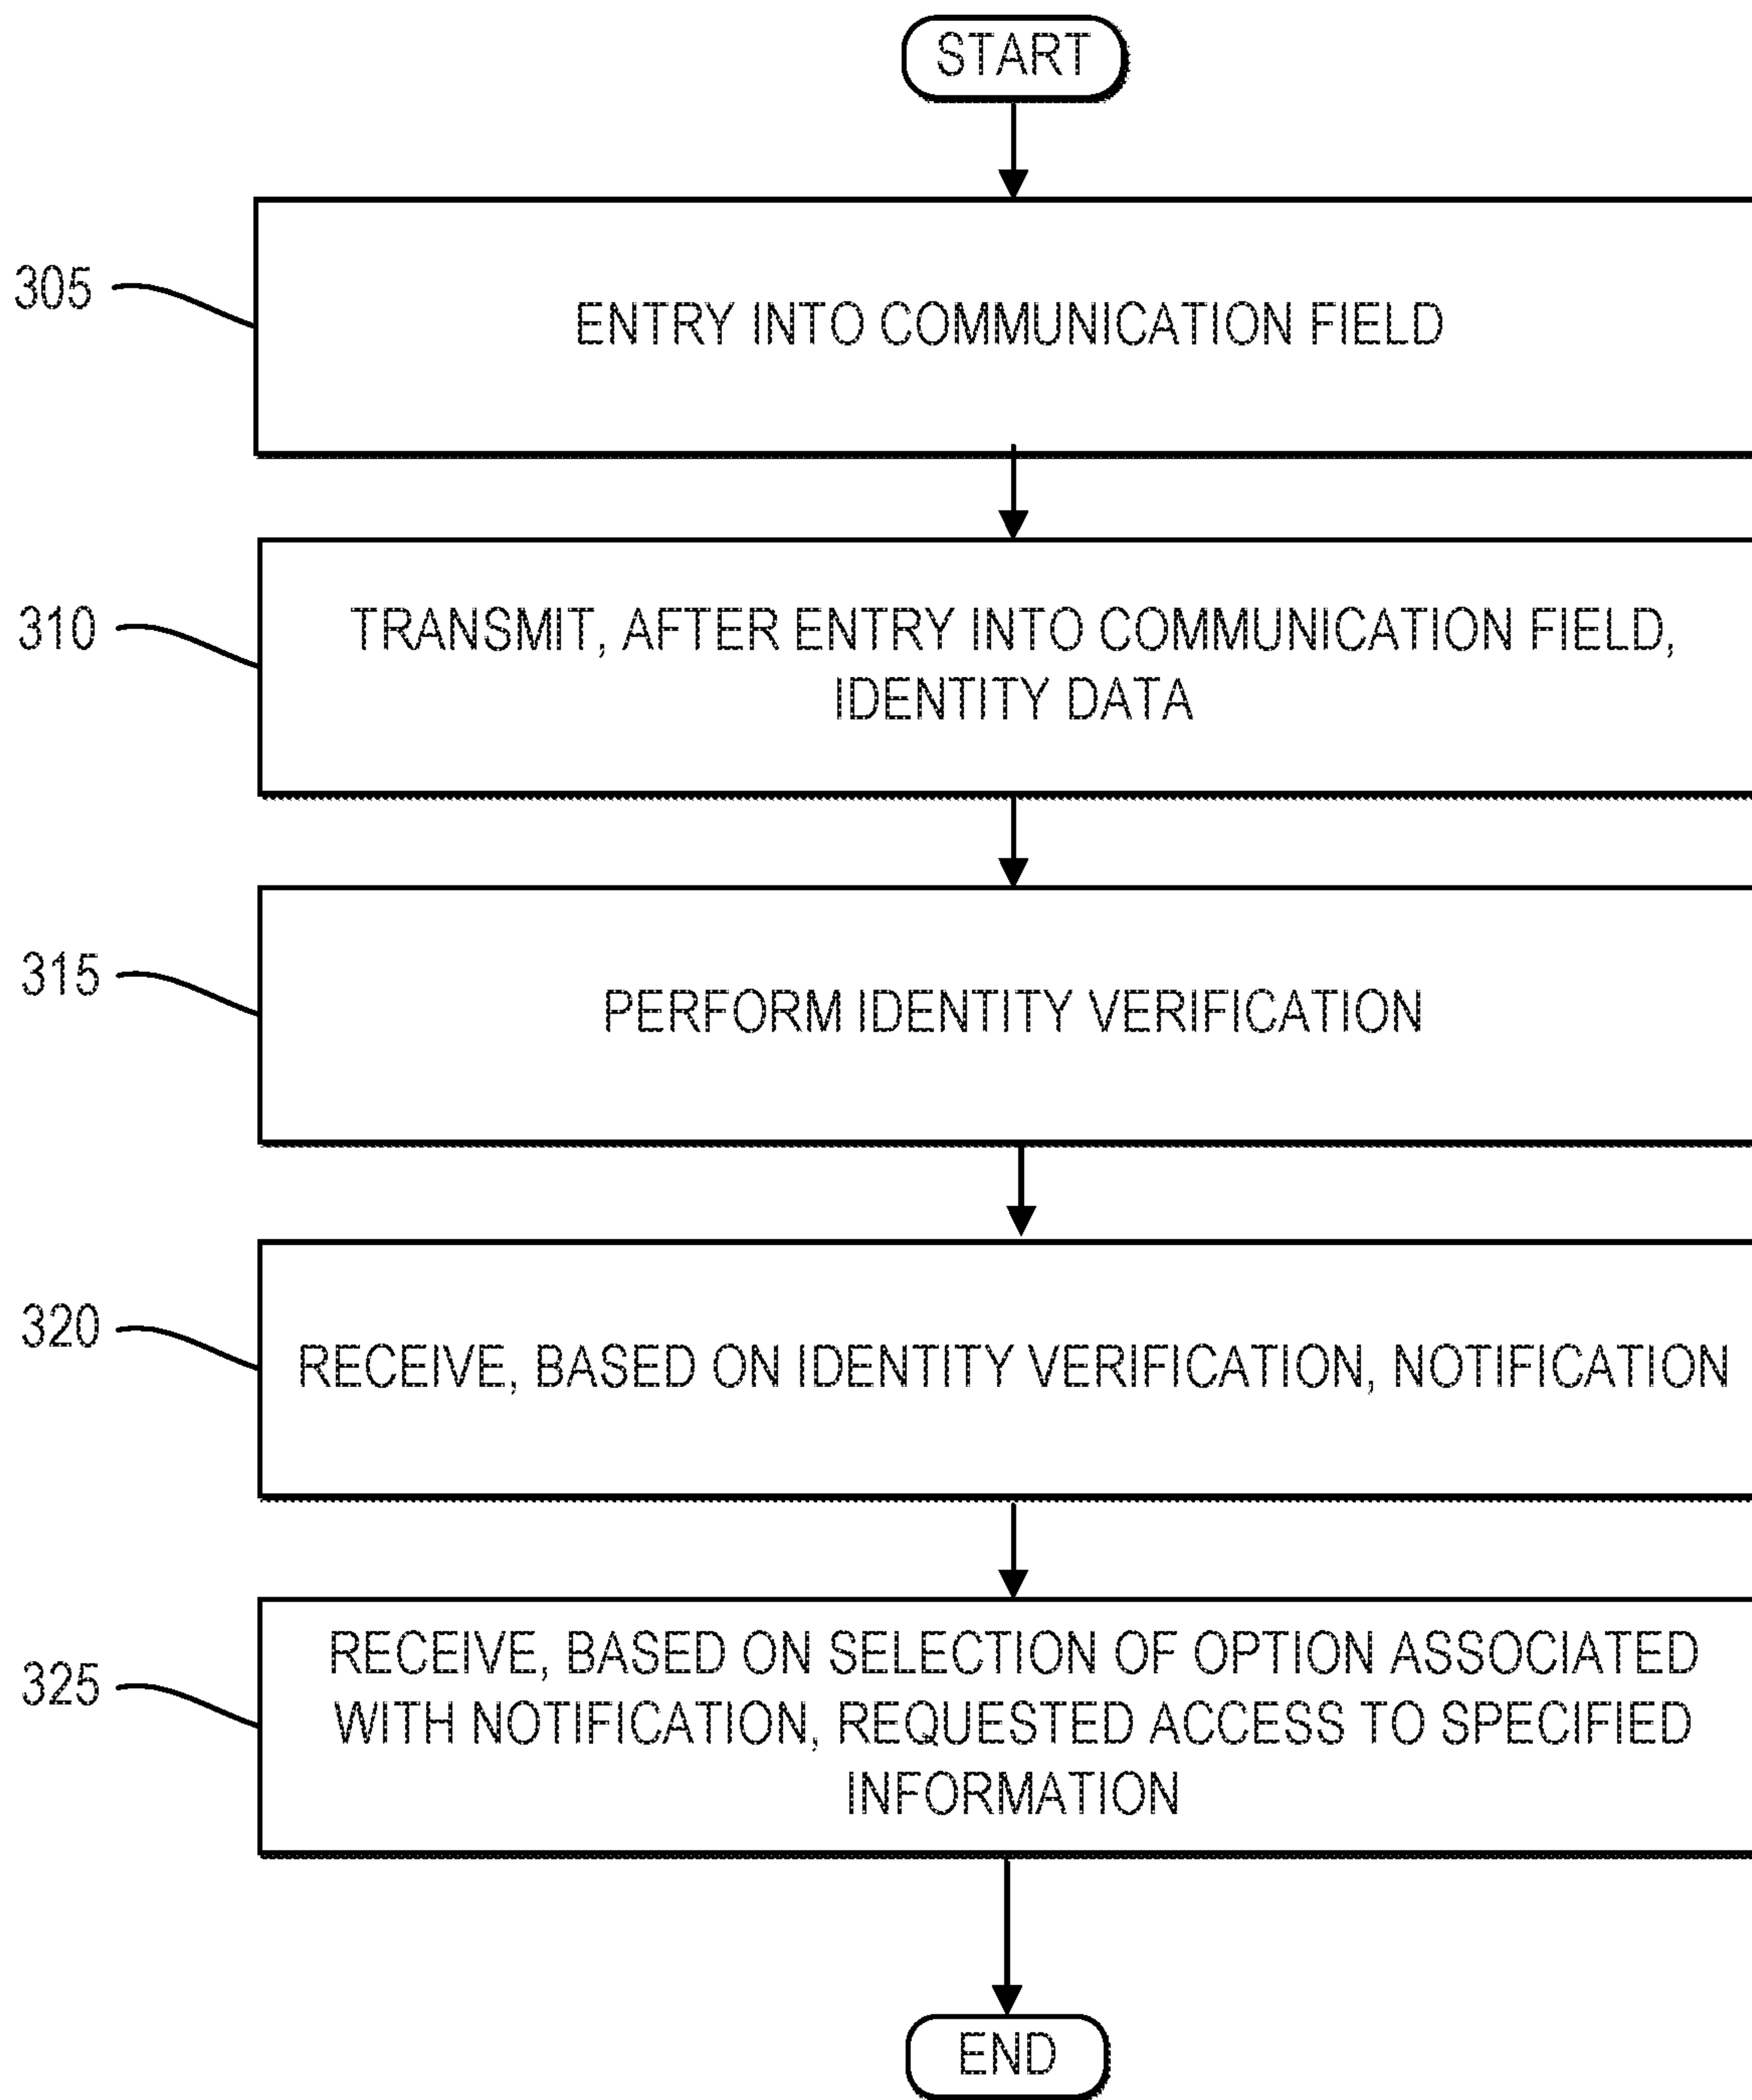 START
305
ENTRY INTO COMMUNICATION FIELD
310
TRANSMIT, AFTER ENTRY INTO COMMUNICATION FIELD,
IDENTITY DATA
315
PERFORM IDENTITY VERIFICATION
320
RECEIVE, BASED ON IDENTITY VERIFICATION, NOTIFICATION
325
RECEIVE, BASED ON SELECTION OF OPTION ASSOCIATED
WITH NOTIFICATION, REQUESTED ACCESS TO SPECIFIED
INFORMATION
END